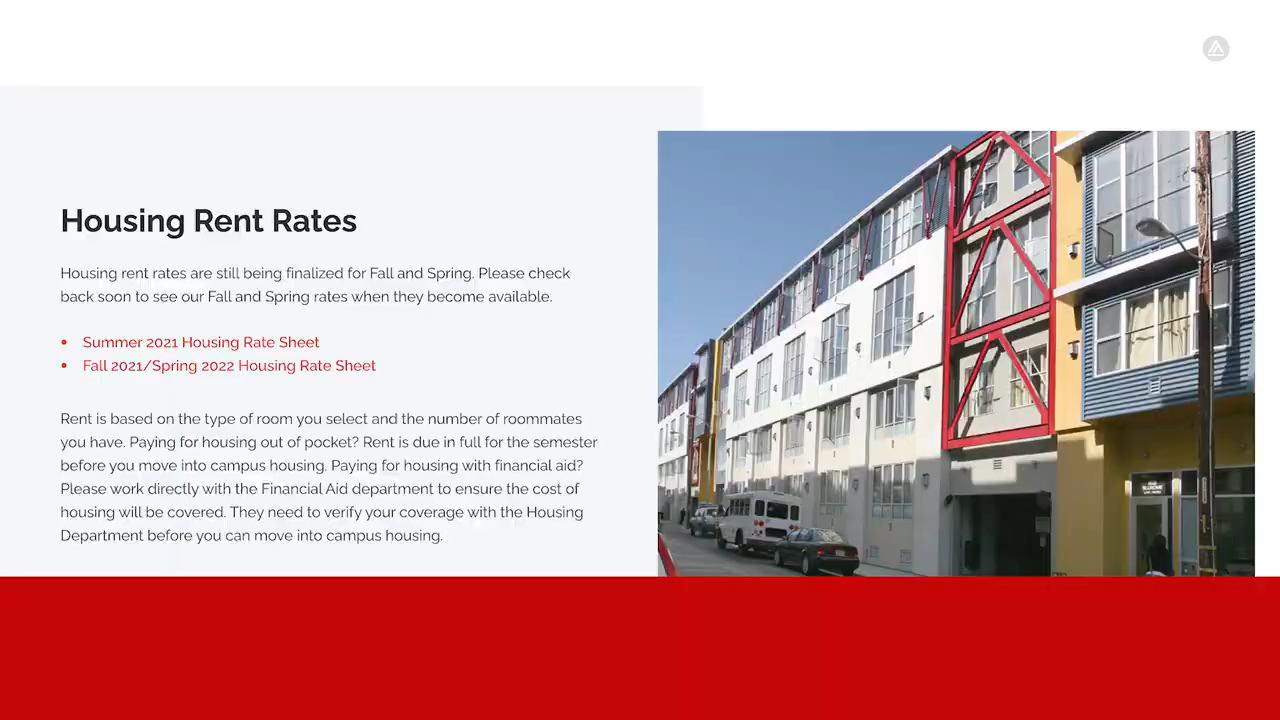 Housing Rent Rates
Housing rent rates are still being finalized for Fall and Spring. Please check
back soon to see our Fall and Spring rates when they become available.
• Summer 2021 Housing Rate Sheet
• Fall 2021/Spring 2022 Housing Rate Sheet
Rent is based on the type of room you select and the number of roommates
you have. Paying for housing out of pocket? Rent is due in full for the semester
before you move into campus housing. Paying for housing with financial aid?
Please work directly with the Financial Aid department to ensure the cost of
housing will be covered. They need to verify your coverage with the Housing
Department before you can move into campus housing.